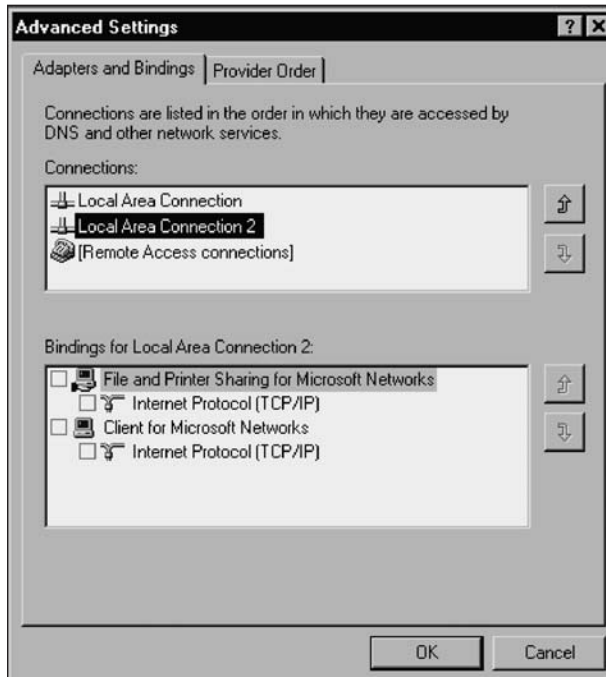 Advanced Settings
Adapters and Bindings
Provider Order
Connections are listed in the order in which they are accessed by
DNS and other network services.
Connections:
Local Area Connection
Local Area Connection 2
[Remote Access connections]
Bindings for Local Area Connection 2:
File and Printer Sharing for Microsoft Networks
Internet Protocol (TCP/IP)
Client for Microsoft Networks
Internet Protocol (TCP/IP)
OK
Cancel